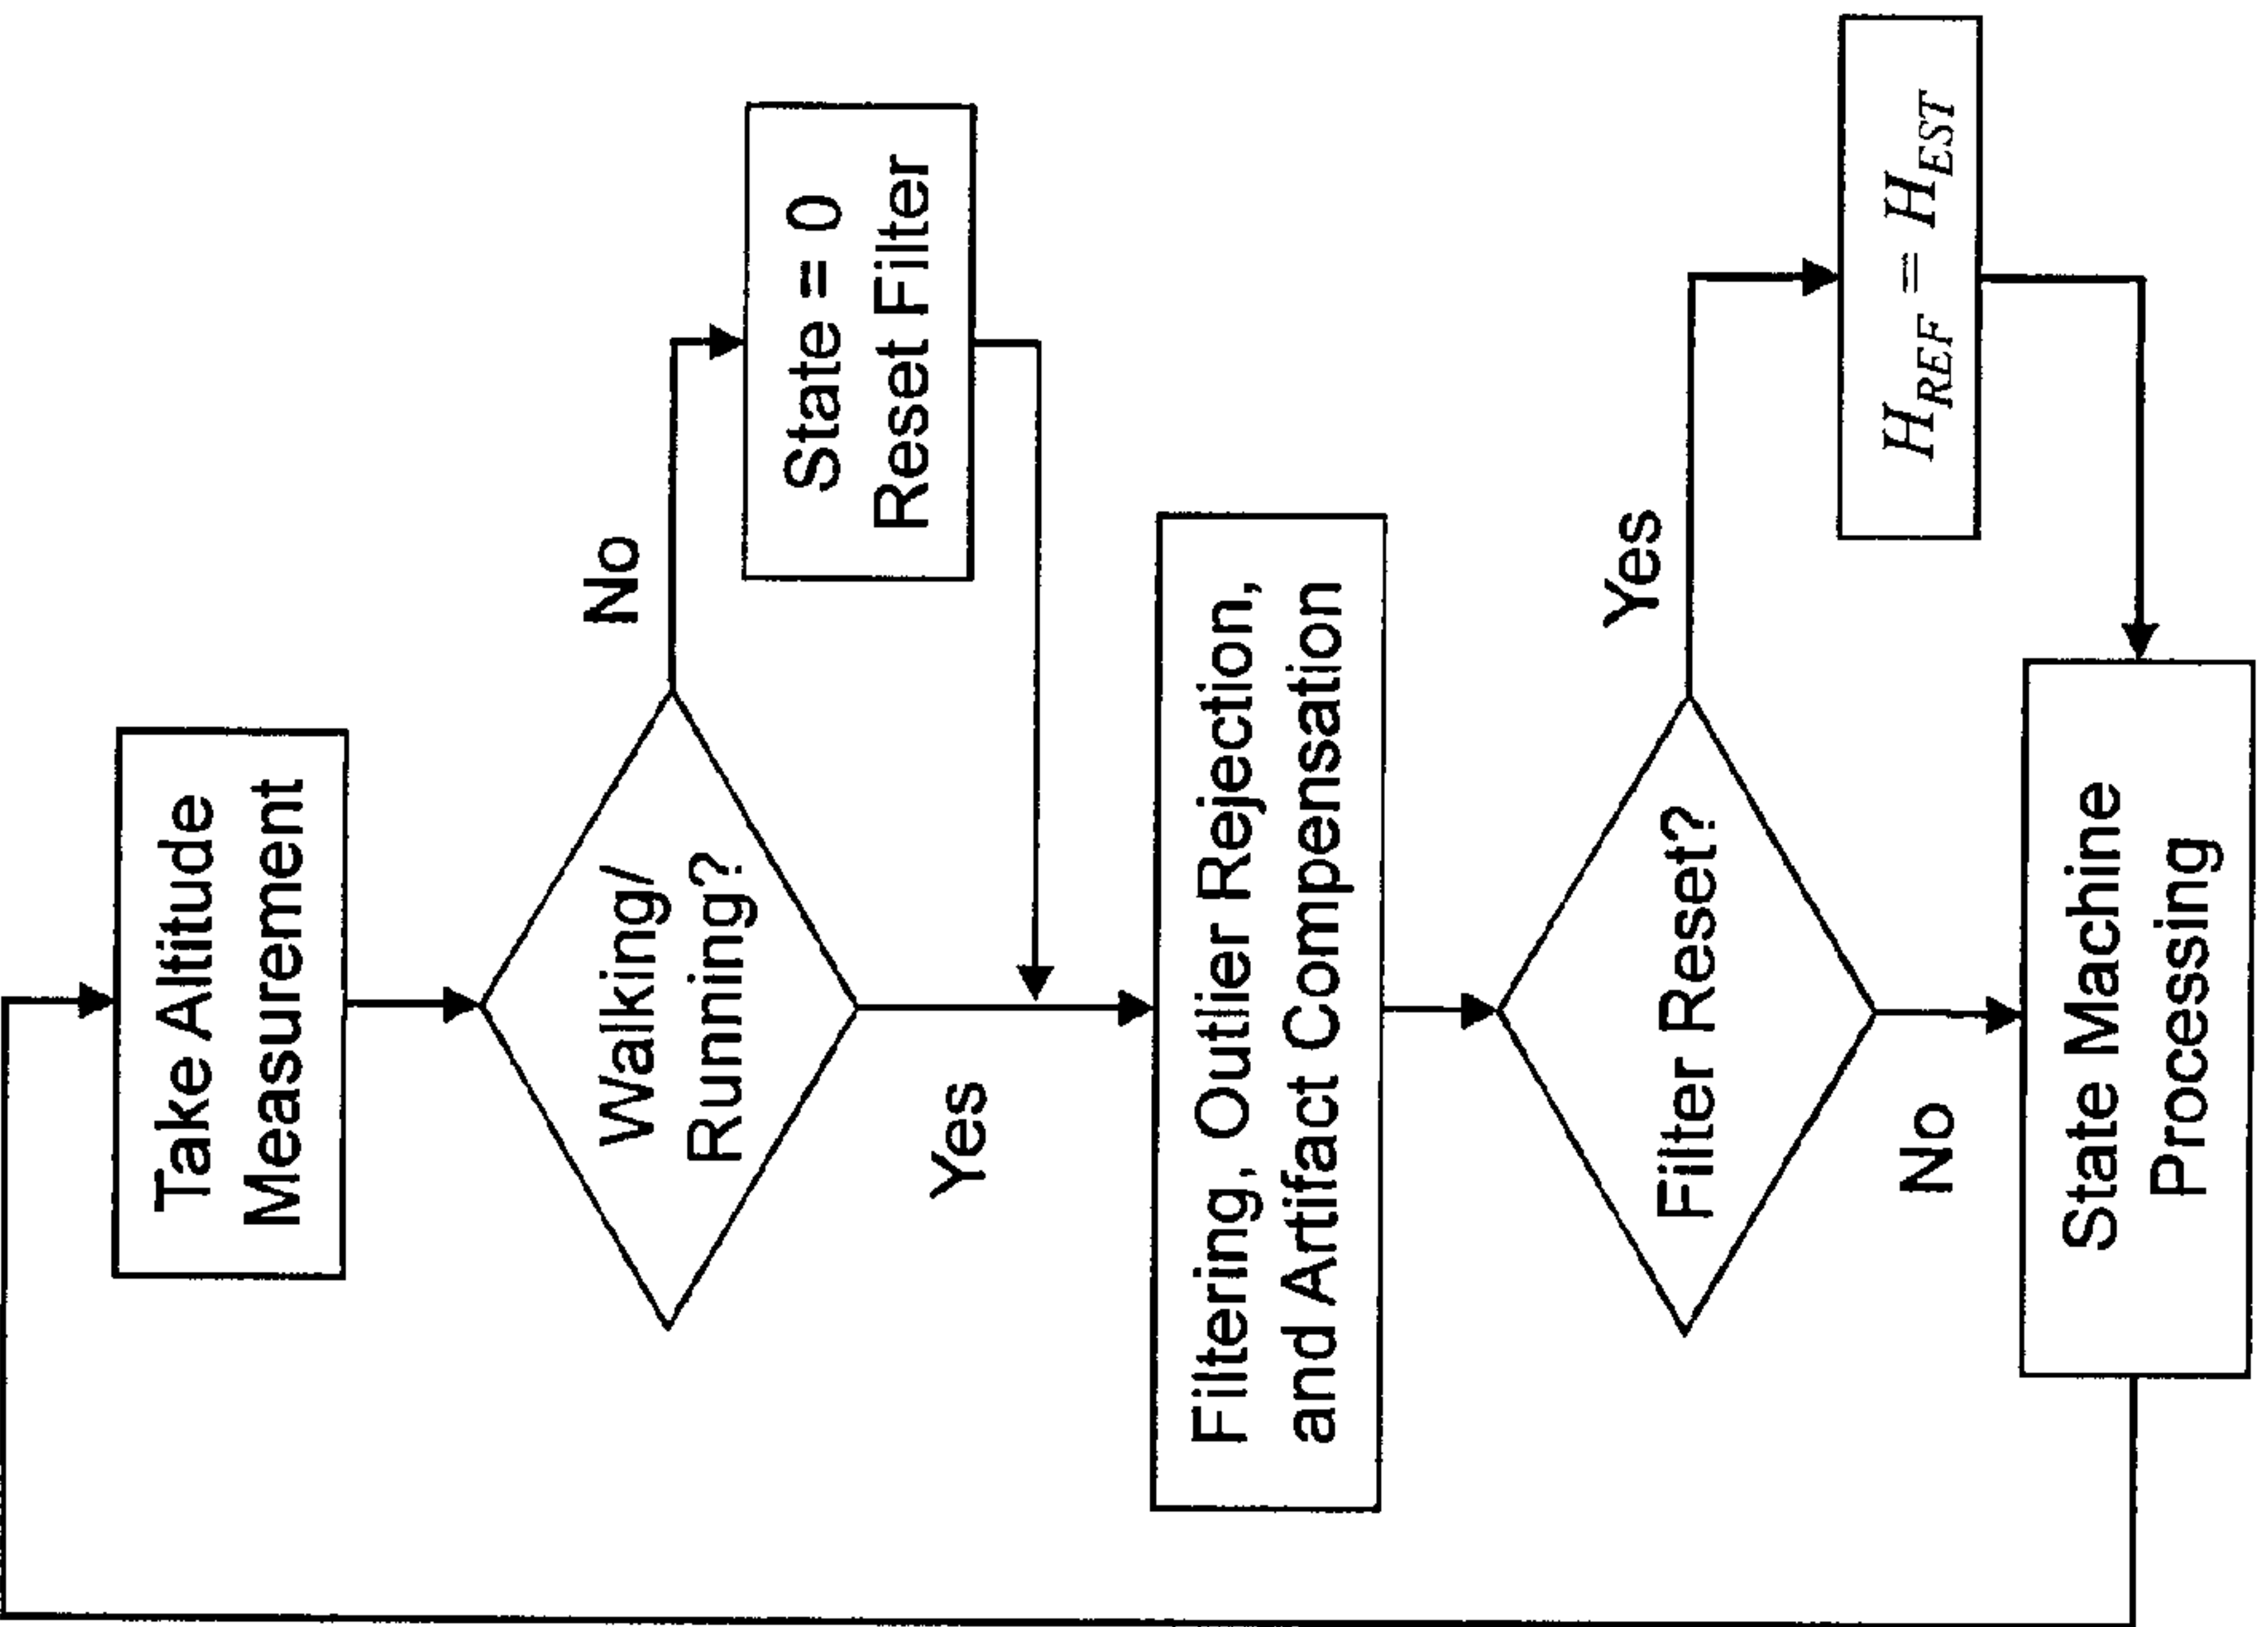 Take Altitude
Measurement
Walking/
Running?
No
State = 0
Reset Filter
Yes
Filtering, Outlier Rejection,
and Artifact Compensation
Filter Reset?
Yes
H_REF = H_EST
No
State Machine
Processing